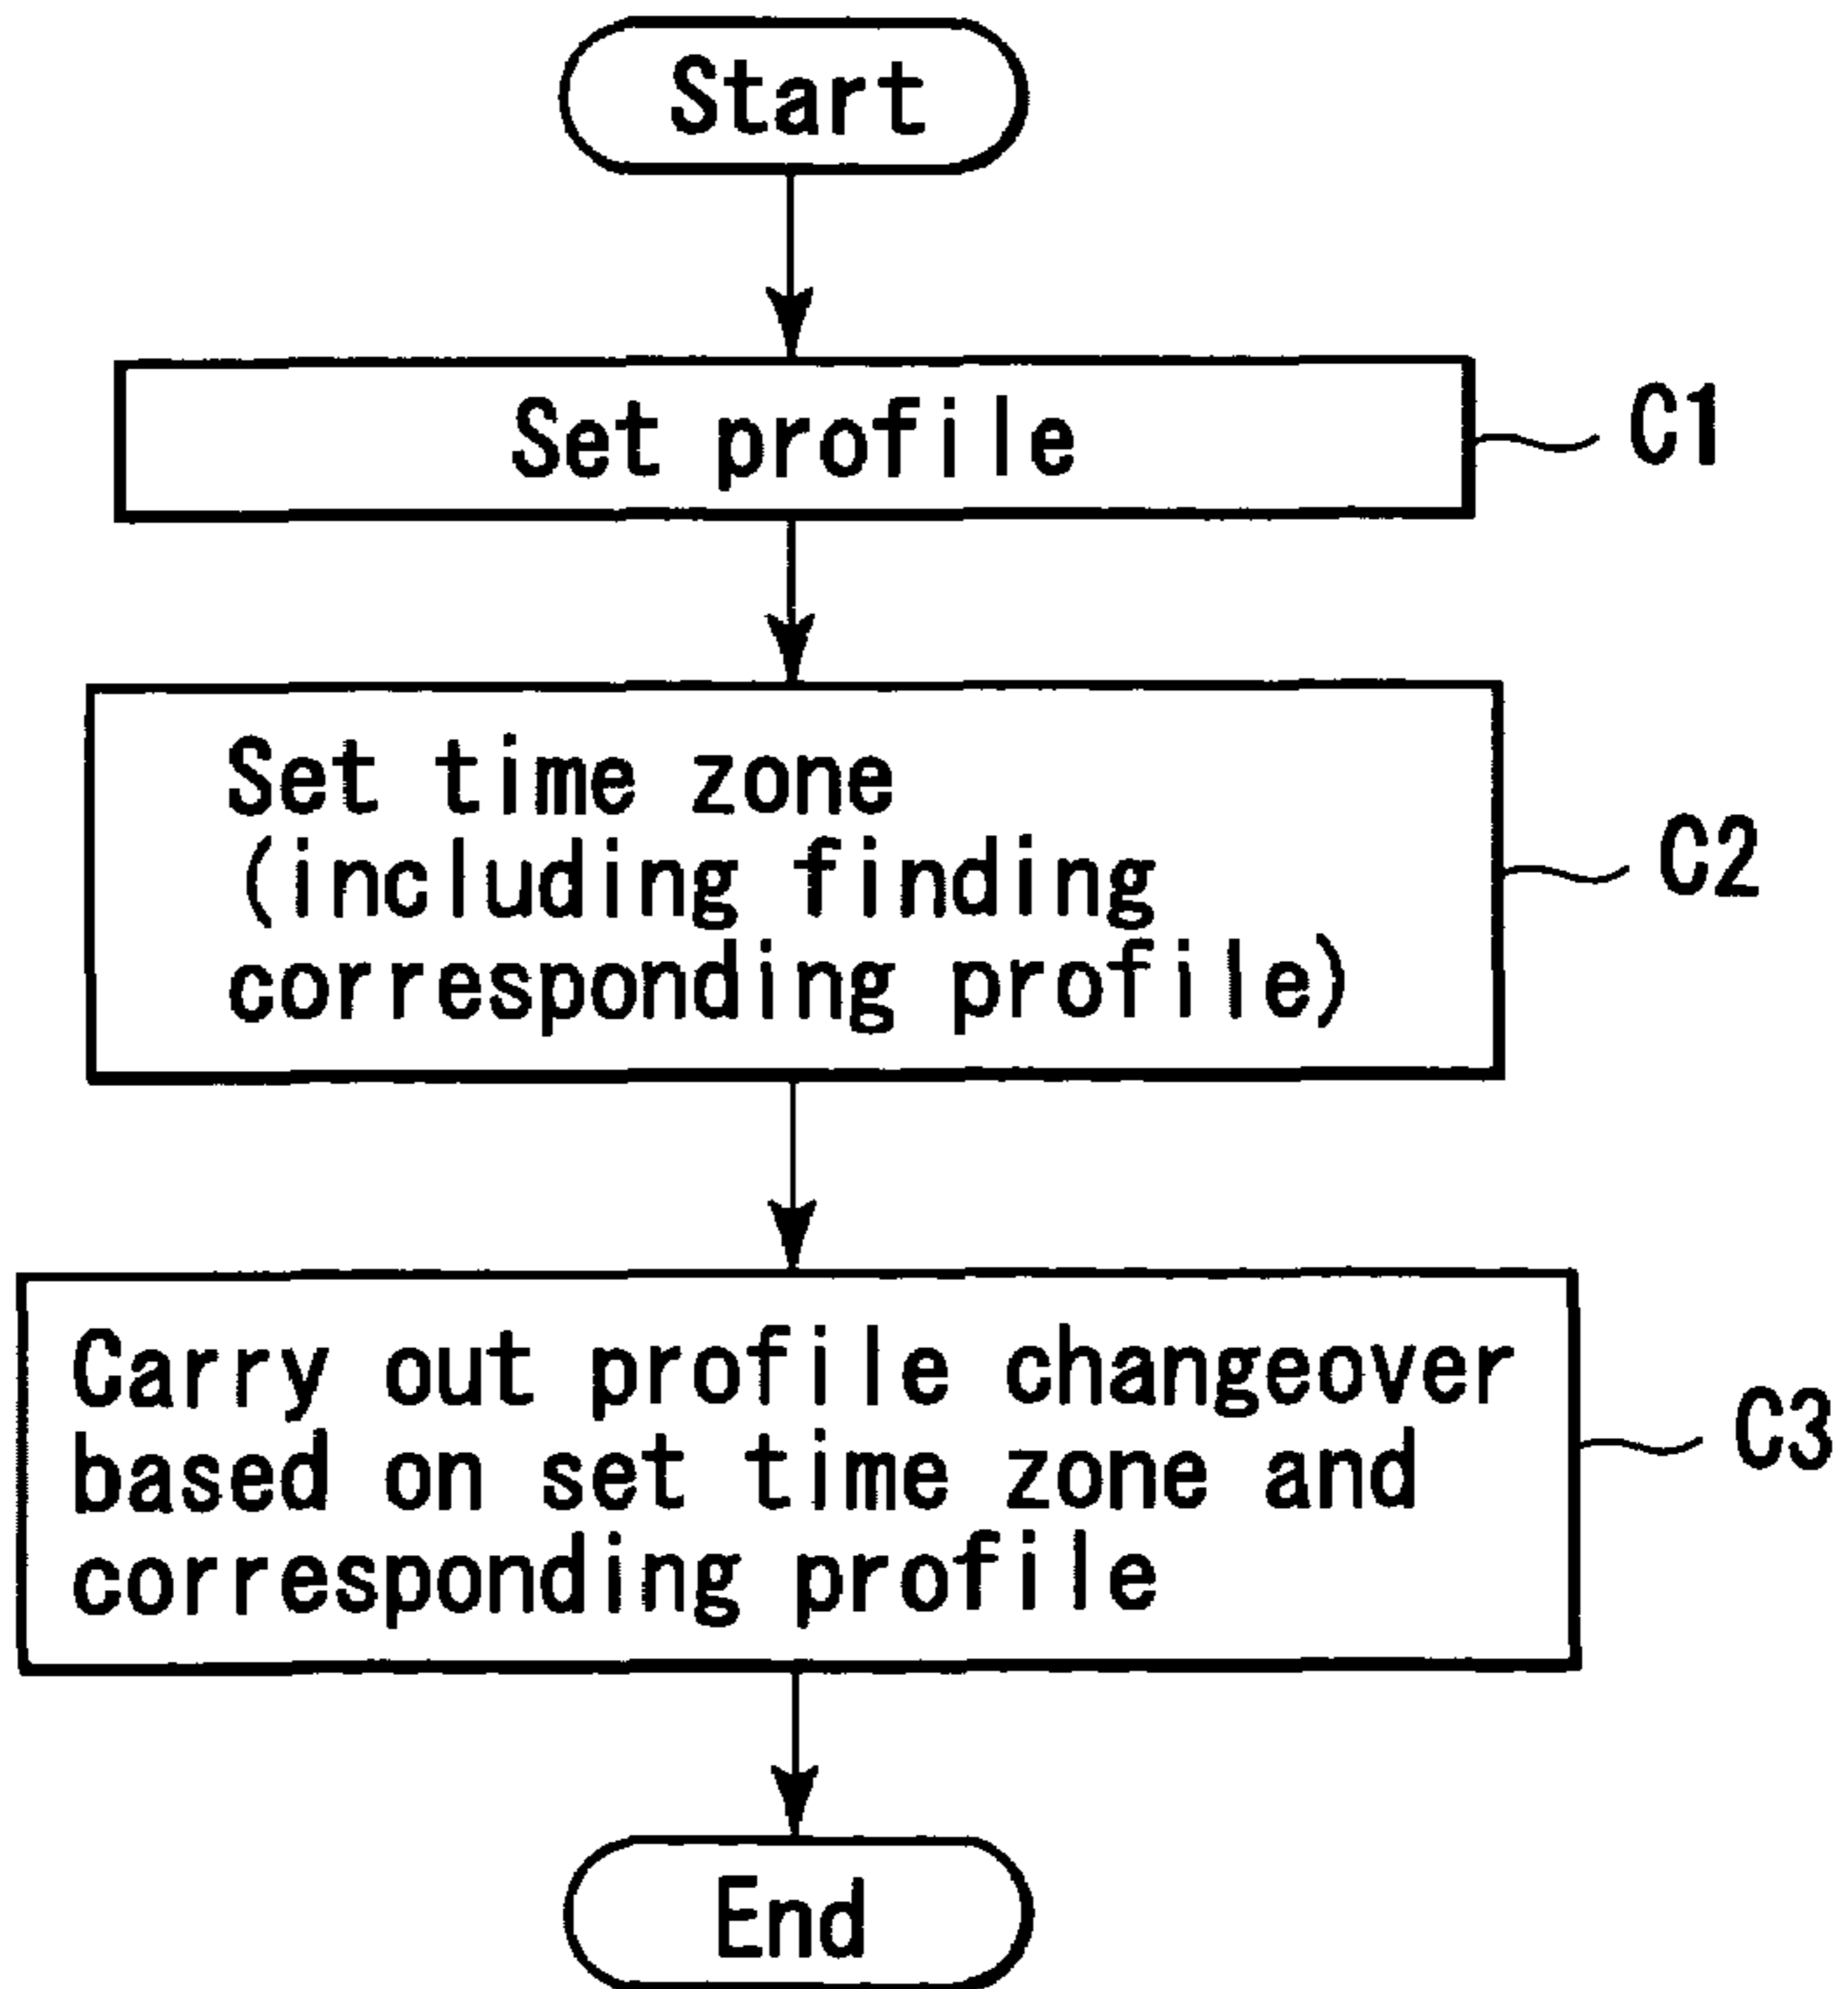 Start
Set profile
C1
Set time zone
(including finding
corresponding profile)
C2
Carry out profile changeover
based on set time zone and
corresponding profile
C3
End